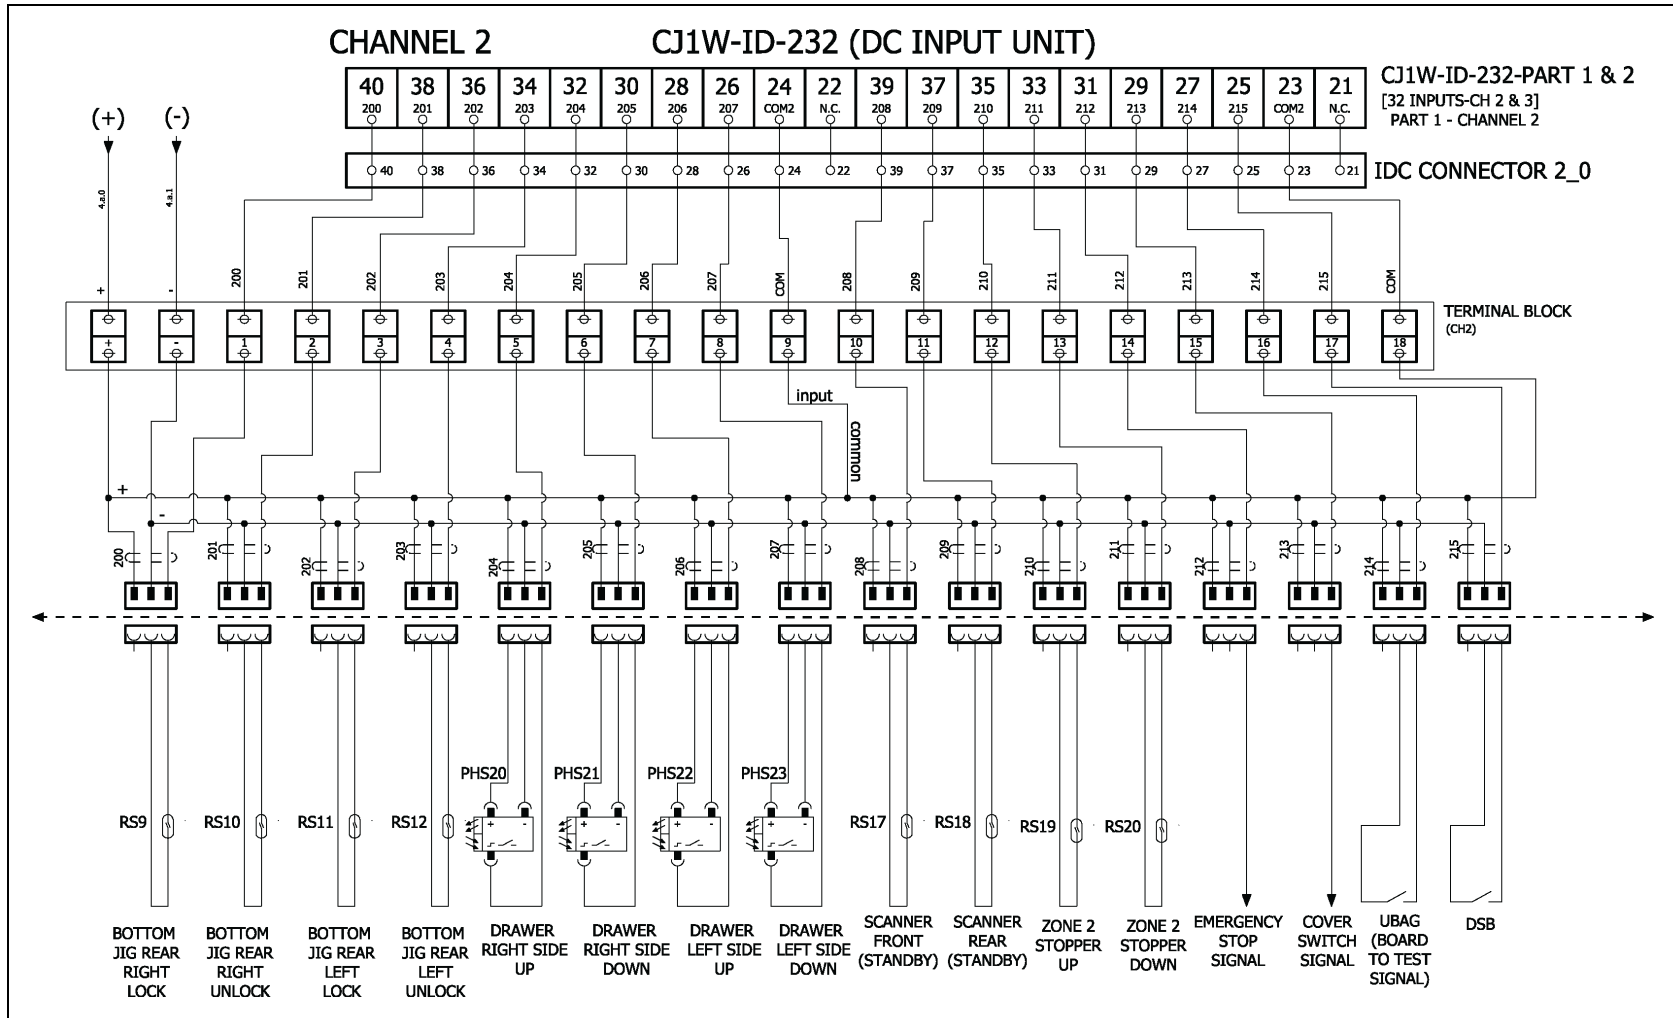 CHANNEL 2
CJ1W-ID-232 (DC INPUT UNIT)
CJ1W-ID-232-PART 1 & 2
[32 INPUTS-CH 2 & 3]
PART 1 - CHANNEL 2
40 38 36 34 32 30 28 26 24 22 39 37 35 33 31 29 27 25 23 21
200 201 202 203 204 205 206 207 COM2 N.C. 208 209 210 211 212 213 214 215 COM2 N.C.
(+) (-)
40 38 36 34 32 30 28 26 24 22 39 37 35 33 31 29 27 25 23 21
IDC CONNECTOR 2_0
4.a.0 4.a.1
+ - 200 201 202 203 204 205 206 207 COM 208 209 210 211 212 213 214 215 COM
TERMINAL BLOCK
(CH2)
+ - 1 2 3 4 5 6 7 8 9 10 11 12 13 14 15 16 17 18
input
common
+
-
200 201 202 203 204 205 206 207 208 209 210 211 212 213 214 215
PHS20 PHS21 PHS22 PHS23
+ - + - + - + -
RS9 RS10 RS11 RS12 RS17 RS18 RS19 RS20
BOTTOM
JIG REAR
RIGHT
LOCK
BOTTOM
JIG REAR
RIGHT
UNLOCK
BOTTOM
JIG REAR
LEFT
LOCK
BOTTOM
JIG REAR
LEFT
UNLOCK
DRAWER
RIGHT SIDE
UP
DRAWER
RIGHT SIDE
DOWN
DRAWER
LEFT SIDE
UP
DRAWER
LEFT SIDE
DOWN
SCANNER
FRONT
(STANDBY)
SCANNER
REAR
(STANDBY)
ZONE 2
STOPPER
UP
ZONE 2
STOPPER
DOWN
EMERGENCY
STOP
SIGNAL
COVER
SWITCH
SIGNAL
UBAG
(BOARD
TO TEST
SIGNAL)
DSB